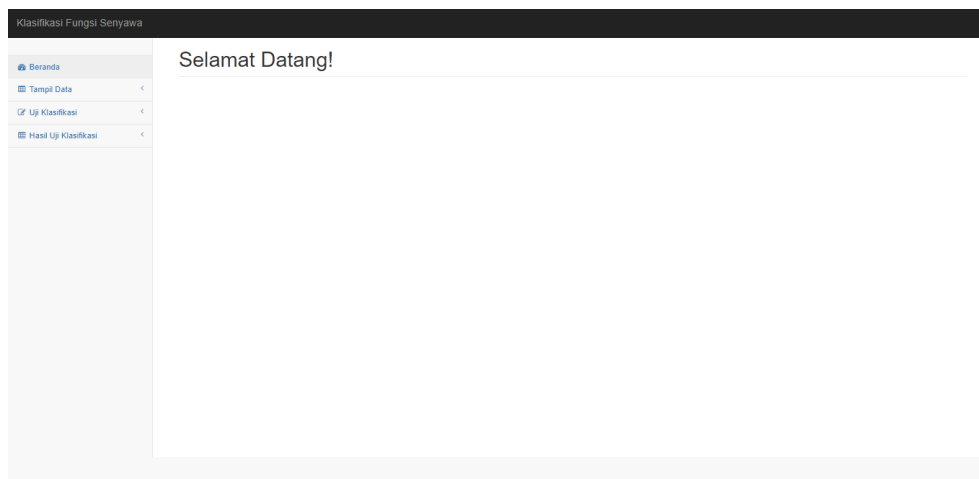 Klasifikasi Fungsi Senyawa
Selamat Datang!
Beranda
Tampil Data
Uji Klasifikasi
Hasil Uji Klasifikasi